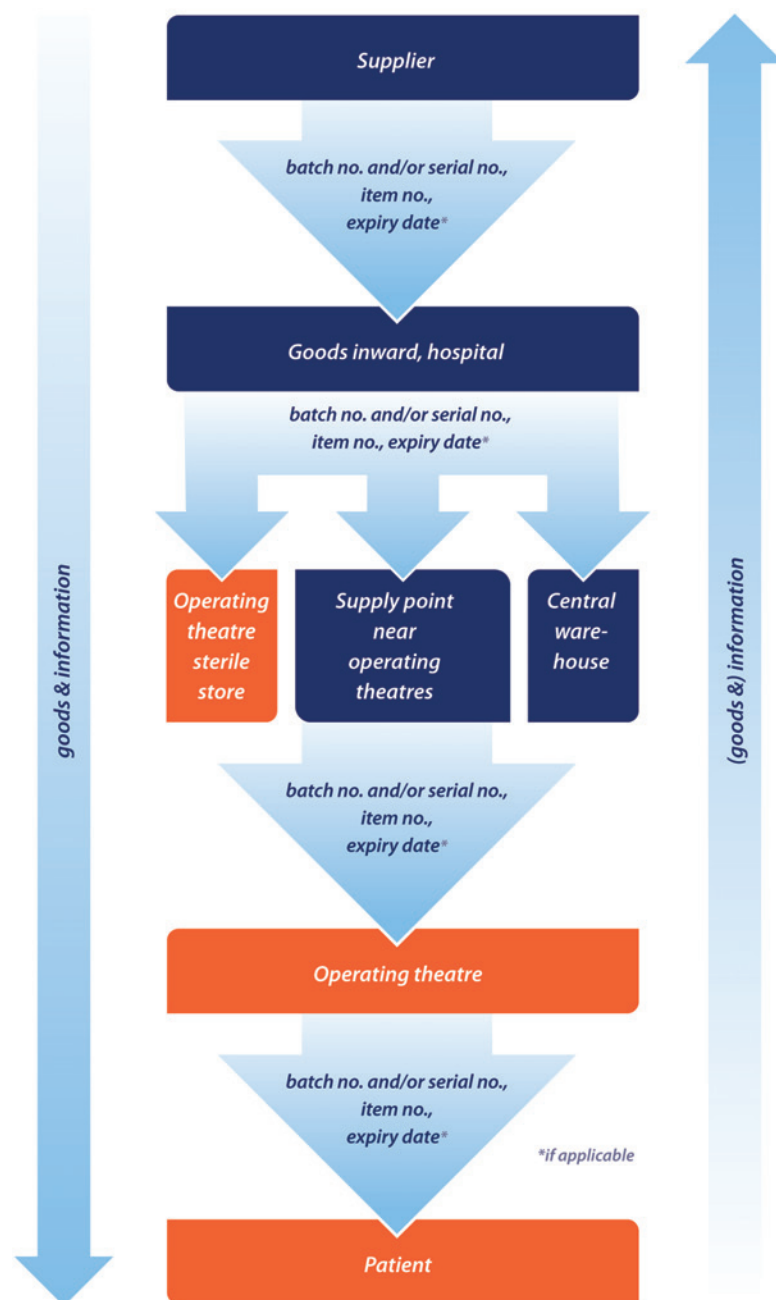 Supplier
batch no. and/or serial no.,
item no.,
expiry date*
Goods inward, hospital
batch no. and/or serial no.,
item no., expiry date*
Operating
theatre
sterile
store
Supply point
near
operating
theatres
Central
ware-
house
goods & information
(goods &) information
batch no. and/or serial no.,
item no.,
expiry date*
Operating theatre
batch no. and/or serial no.,
item no.,
expiry date*
*if applicable
Patient